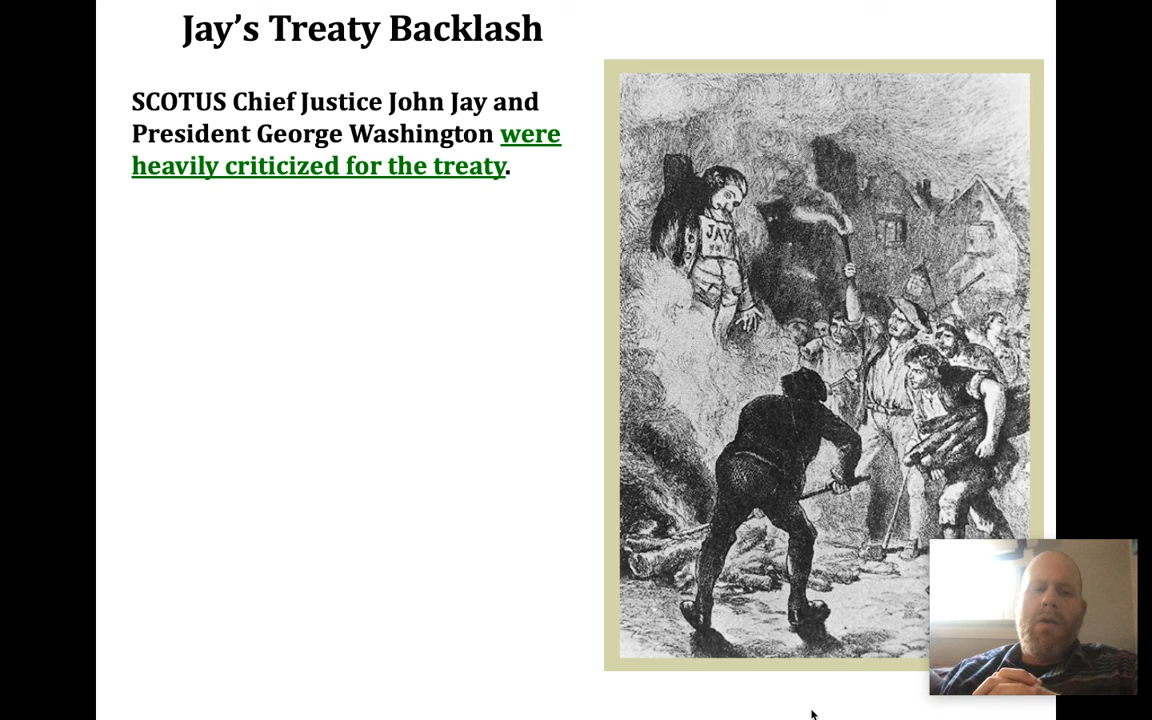 Jay’s Treaty Backlash
SCOTUS Chief Justice John Jay and
President George Washington were
heavily criticized for the treaty.
JAY